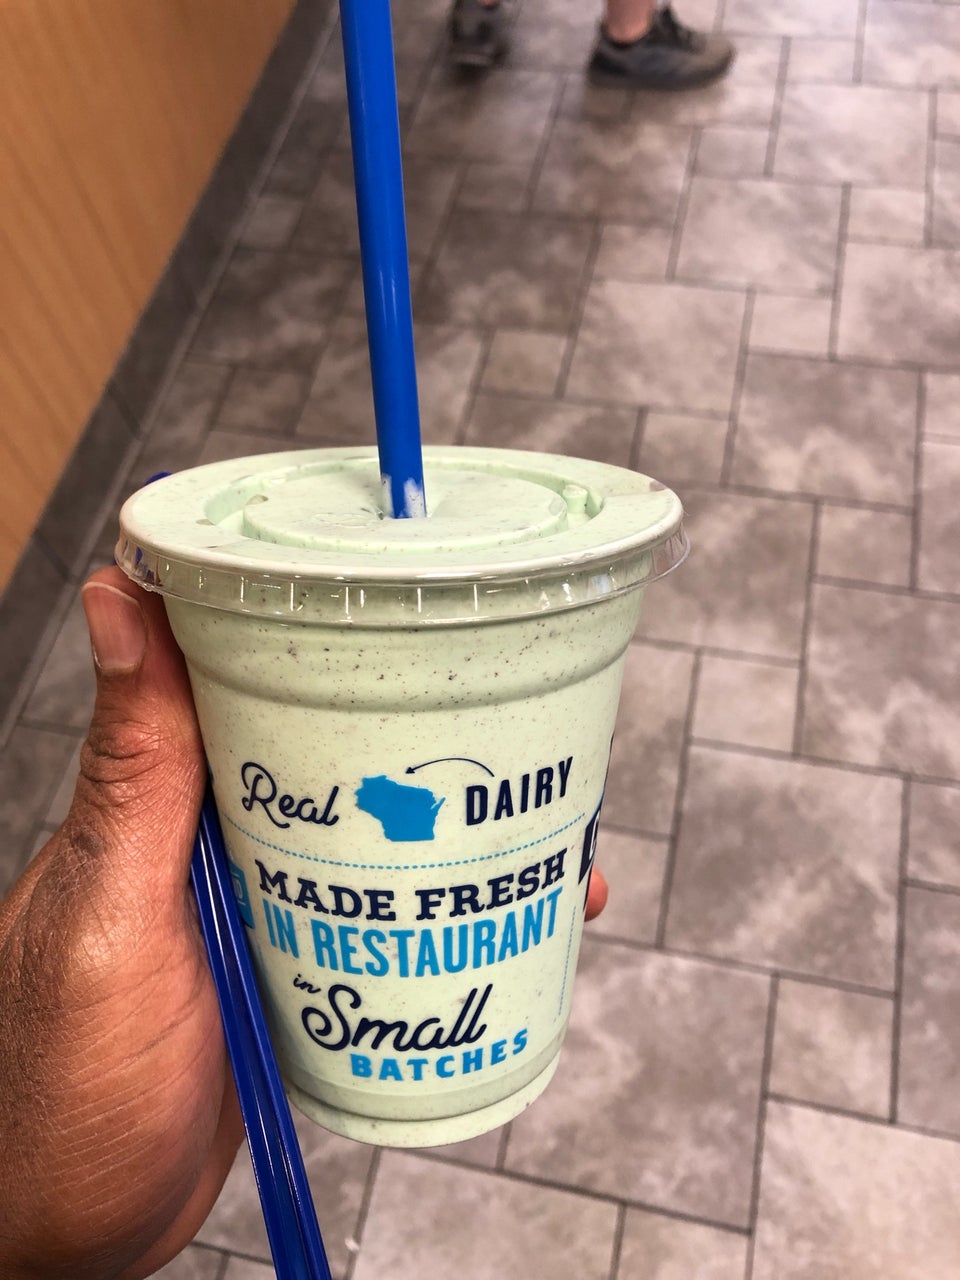 Real DAIRY
MADE FRESH
IN RESTAURANT
in
Small
BATCHES